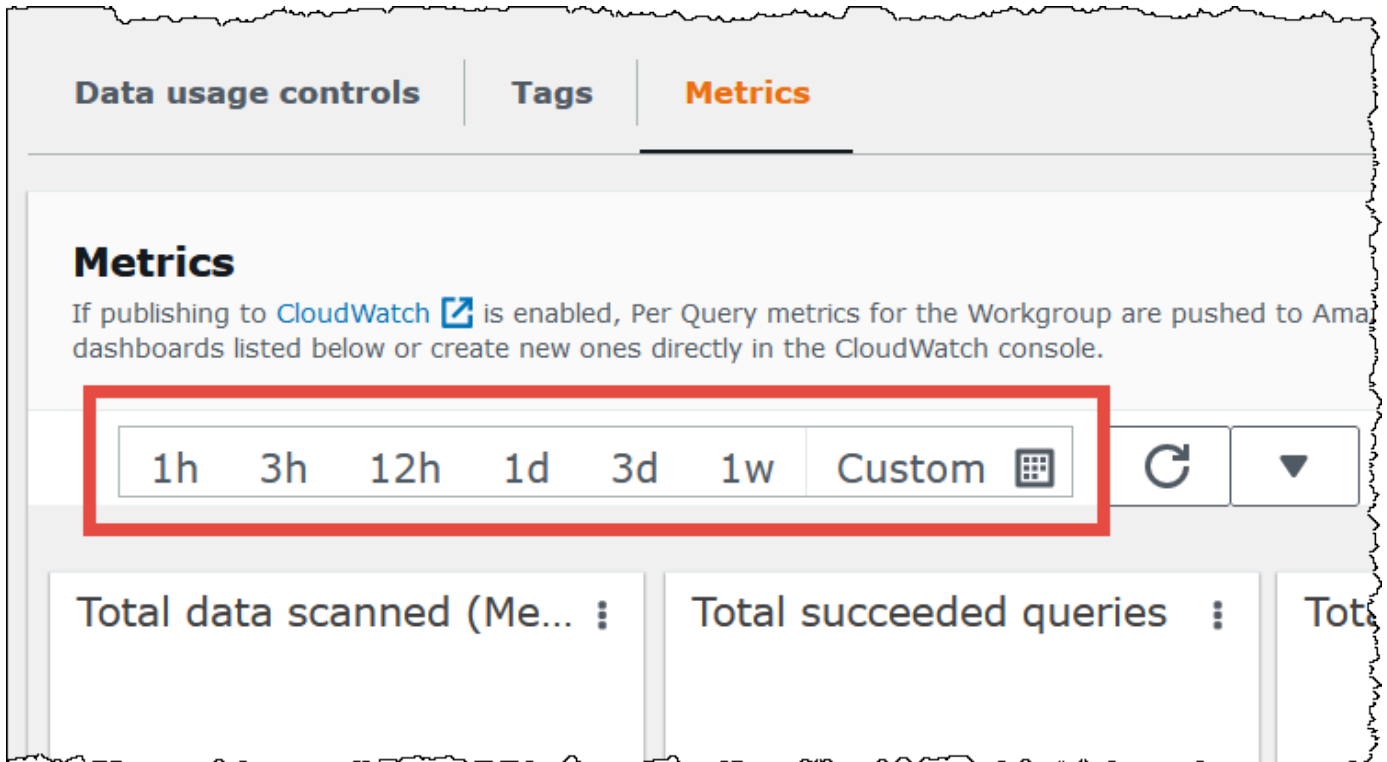 Data usage controls Tags Metrics
Metrics
If publishing to CloudWatch is enabled, Per Query metrics for the Workgroup are pushed to Ama
dashboards listed below or create new ones directly in the CloudWatch console.
1h 3h 12h 1d 3d 1w Custom
Total data scanned (Me... Total succeeded queries Tota